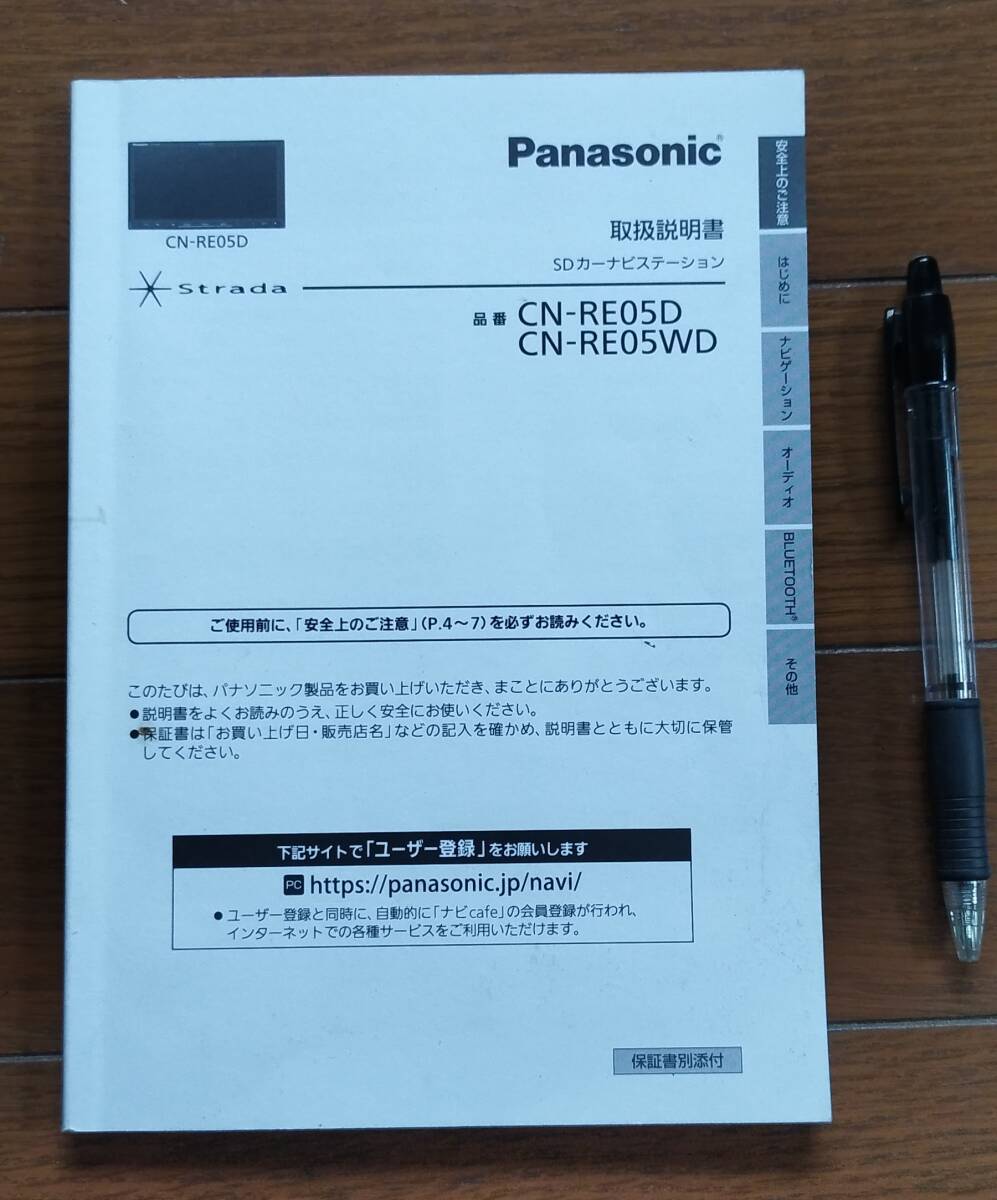 Panasonic®
取扱説明書
SDカーナビステーション
CN-RE05D
Strada
品番 CN-RE05D
CN-RE05WD
安全上のご注意
はじめに
ナビゲーション
オーディオ
BLUETOOTH®
その他
ご使用前に、「安全上のご注意」(P.4～7)を必ずお読みください。
このたびは、パナソニック製品をお買い上げいただき、まことにありがとうございます。
●説明書をよくお読みのうえ、正しく安全にお使いください。
●保証書は「お買い上げ日・販売店名」などの記入を確かめ、説明書とともに大切に保管
してください。
下記サイトで「ユーザー登録」をお願いします
PC https://panasonic.jp/navi/
●ユーザー登録と同時に、自動的に「ナビcafe」の会員登録が行われ、
インターネットでの各種サービスをご利用いただけます。
保証書別添付